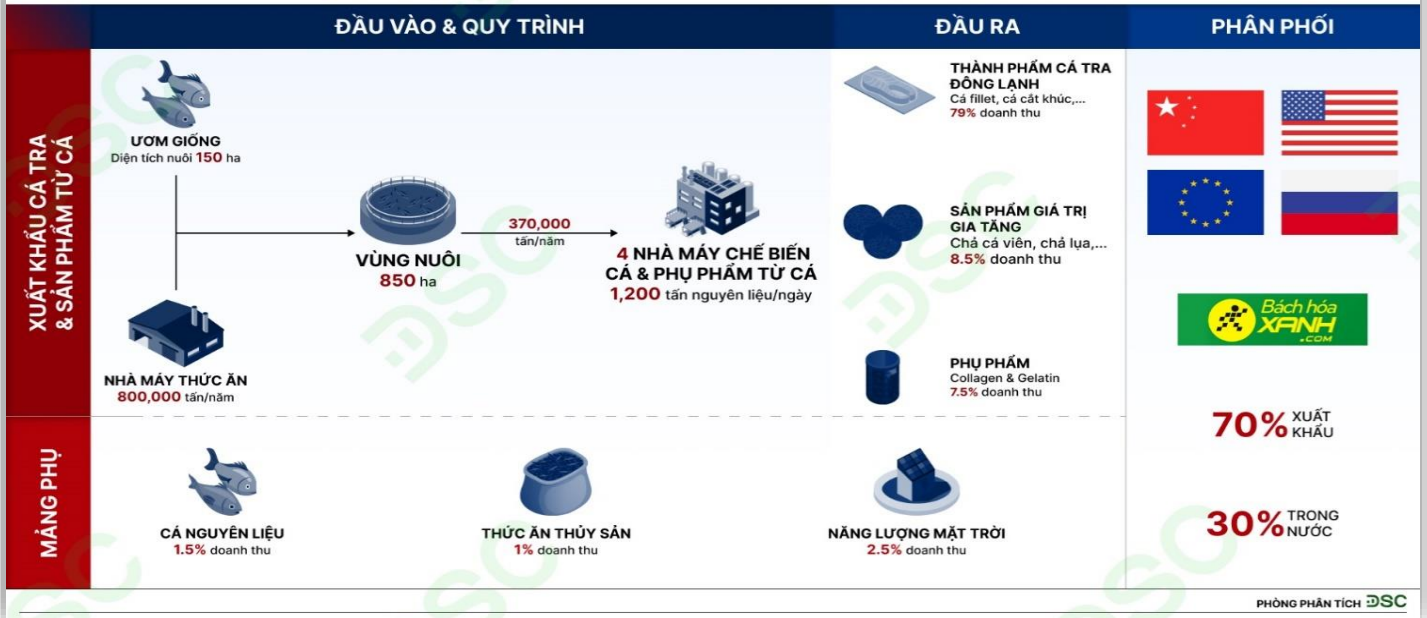 ĐẦU VÀO & QUY TRÌNH
ĐẦU RA
PHÂN PHỐI
XUẤT KHẨU CÁ TRA
& SẢN PHẨM TỪ CÁ
ƯƠM GIỐNG
Diện tích nuôi 150 ha
NHÀ MÁY THỨC ĂN
800,000 tấn/năm
VÙNG NUÔI
850 ha
370,000
tấn/năm
4 NHÀ MÁY CHẾ BIẾN
CÁ & PHỤ PHẨM TỪ CÁ
1,200 tấn nguyên liệu/ngày
THÀNH PHẨM CÁ TRA
ĐÔNG LẠNH
Cá fillet, cá cắt khúc,...
79% doanh thu
SẢN PHẨM GIÁ TRỊ
GIA TĂNG
Chả cá viên, chả lụa,...
8.5% doanh thu
PHỤ PHẨM
Collagen & Gelatin
7.5% doanh thu
Bách hóa
XANH
.COM
70% XUẤT
KHẨU
30% TRONG
NƯỚC
MẢNG PHỤ
CÁ NGUYÊN LIỆU
1.5% doanh thu
THỨC ĂN THỦY SẢN
1% doanh thu
NĂNG LƯỢNG MẶT TRỜI
2.5% doanh thu
PHÒNG PHÂN TÍCH DSC